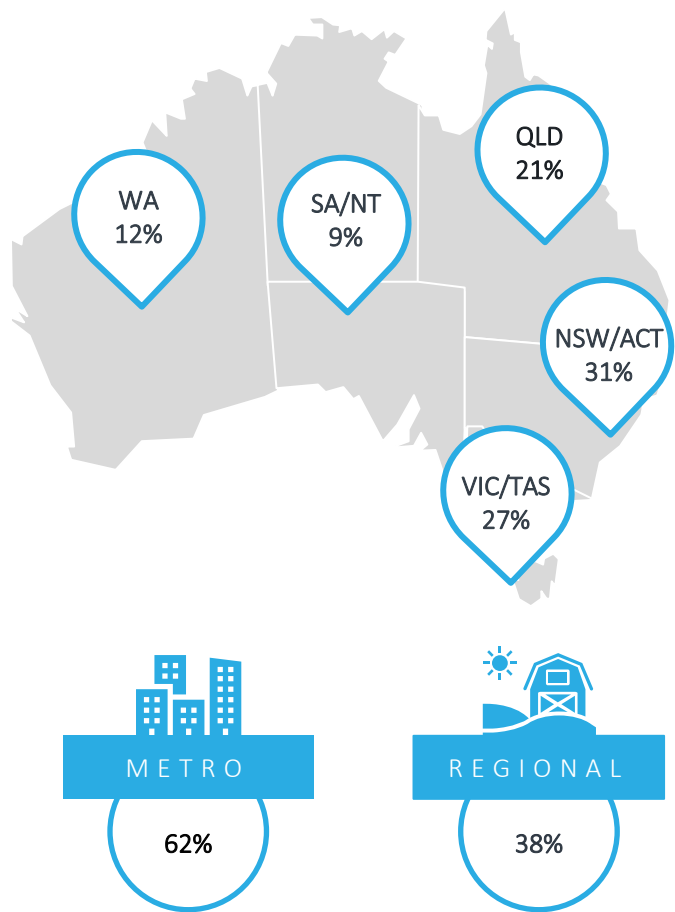 QLD
21%
WA
12%
SA/NT
9%
NSW/ACT
31%
VIC/TAS
27%
METRO
REGIONAL
62%
38%